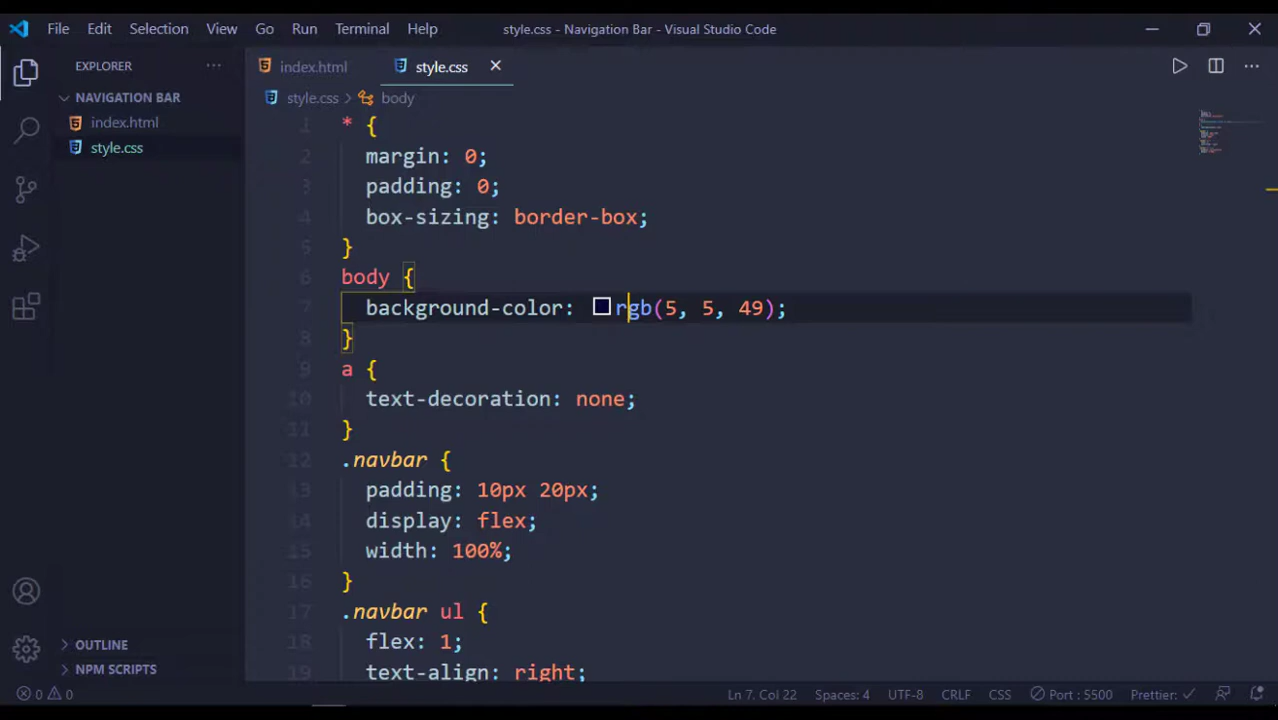 File Edit Selection View Go Run Terminal Help style.css - Navigation Bar - Visual Studio Code
EXPLORER ··· index.html style.css
NAVIGATION BAR style.css > body
index.html
style.css
1 * {
2 margin: 0;
3 padding: 0;
4 box-sizing: border-box;
5 }
6 body {
7 background-color: rgb(5, 5, 49);
8 }
9 a {
10 text-decoration: none;
11 }
12 .navbar {
13 padding: 10px 20px;
14 display: flex;
15 width: 100%;
16 }
17 .navbar ul {
18 flex: 1;
19 text-align: right;
OUTLINE
NPM SCRIPTS
0 0 Ln 7, Col 22 Spaces: 4 UTF-8 CRLF CSS Port : 5500 Prettier: ✓